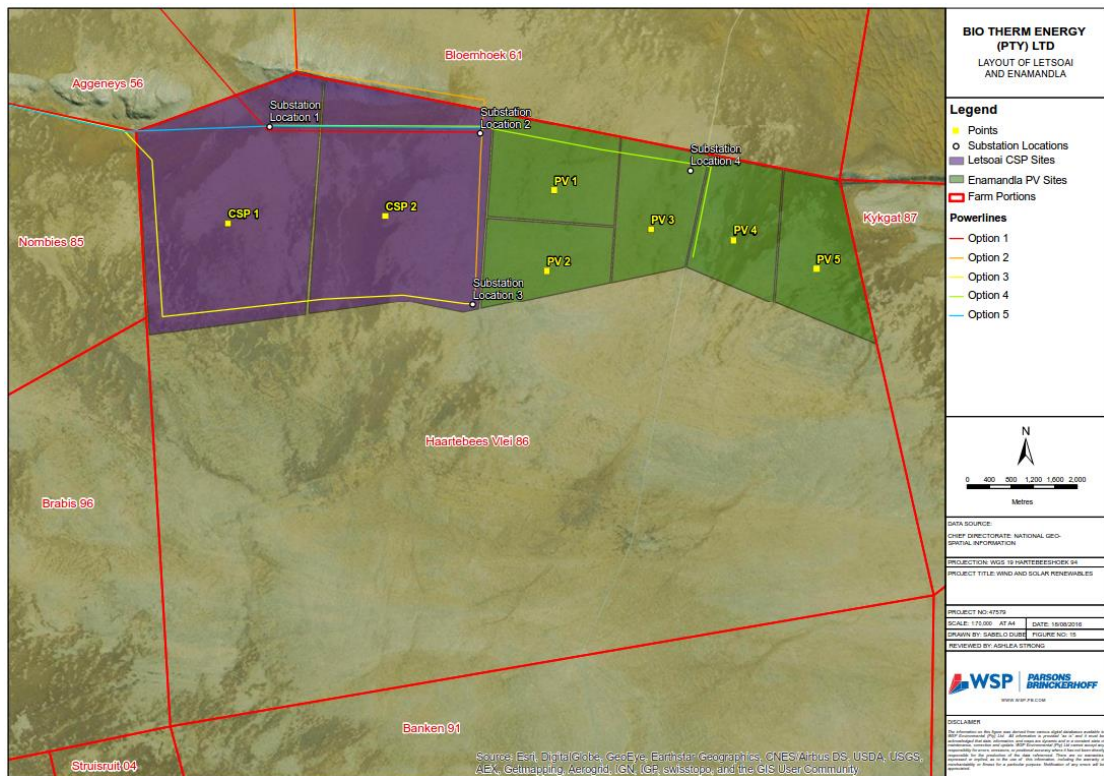 Bloemhoek 61
Aggeneys 56
Substation
Location 1
Substation
Location 2
Substation
Location 4
PV 1
CSP 1
CSP 2
PV 3
PV 4
Kykgat 87
Nombies 85
PV 2
PV 5
Substation
Location 3
Haartebees Vlei 86
Brabis 96
Banken 91
Struisruit 04
Source: Esri, DigitalGlobe, GeoEye, Earthstar Geographics, CNES/Airbus DS, USDA, USGS,
AEX, Getmapping, Aerogrid, IGN, IGP, swisstopo, and the GIS User Community
BIO THERM ENERGY
(PTY) LTD
LAYOUT OF LETSOAI
AND ENAMANDLA
Legend
Points
Substation Locations
Letsoai CSP Sites
Enamandla PV Sites
Farm Portions
Powerlines
Option 1
Option 2
Option 3
Option 4
Option 5
N
0 400 800 1,200 1,600 2,000
Metres
DATA SOURCE:
CHIEF DIRECTORATE: NATIONAL GEO-
SPATIAL INFORMATION
PROJECTION: WGS 19 HARTEBEESHOEK 94
PROJECT TITLE: WIND AND SOLAR RENEWABLES
PROJECT NO: 47579
SCALE: 1:70,000 AT A4 DATE: 18/08/2016
DRAWN BY: SABELO DUBE FIGURE NO: 15
REVIEWED BY: ASHLEA STRONG
WSP PARSONS
BRINCKERHOFF
WWW.WSP-PB.COM
DISCLAIMER